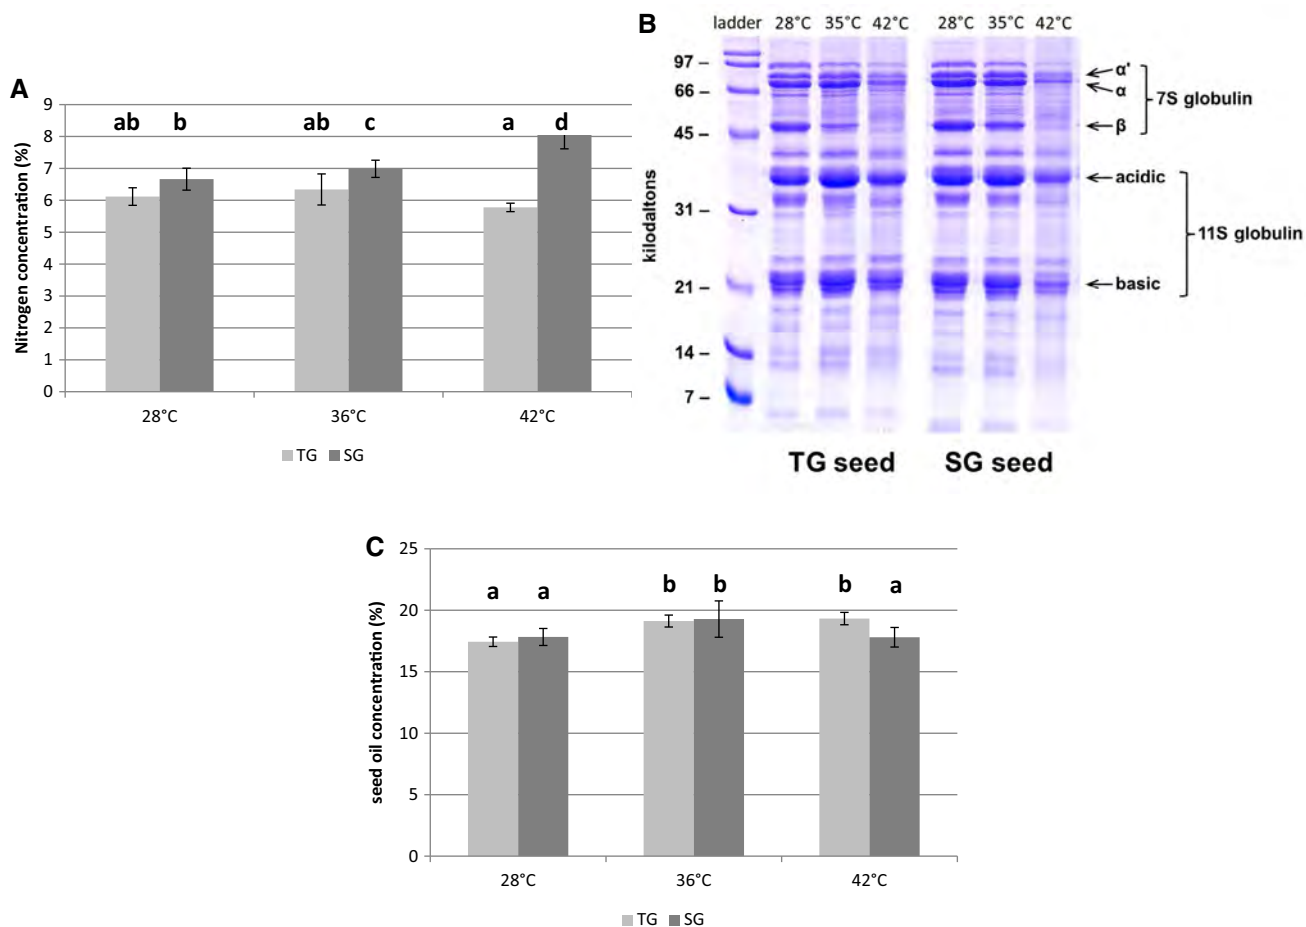 A
Nitrogen concentration (%)
9
8
7
6
5
4
3
2
1
0
ab b ab c a d
28°C 36°C 42°C
TG SG
B
ladder 28°C 35°C 42°C 28°C 35°C 42°C
kilodaltons
97 –
66 –
45 –
31 –
21 –
14 –
7 –
α'
α
7S globulin
β
acidic
11S globulin
basic
TG seed SG seed
C
seed oil concentration (%)
25
20
15
10
5
0
a a b b b a
28°C 36°C 42°C
TG SG